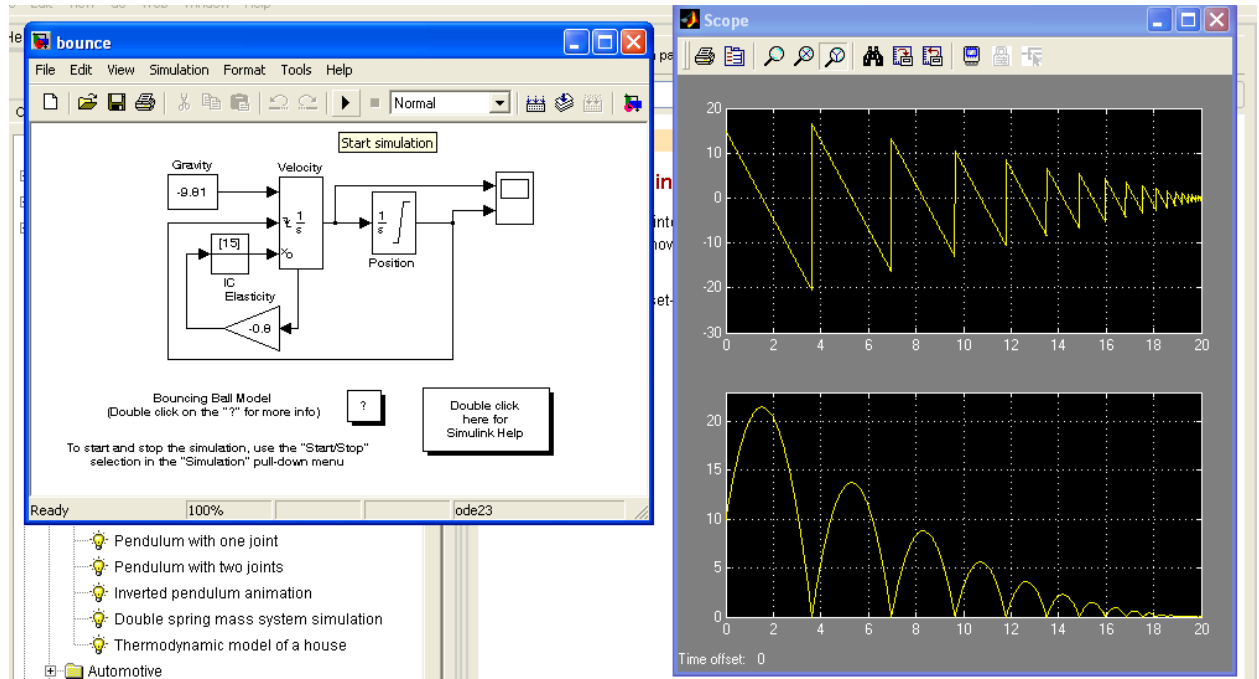 bounce
File Edit View Simulation Format Tools Help
Normal
Start simulation
Gravity
-9.81
Velocity
1
s
x0
[15]
IC
Elasticity
-0.8
1
s
Position
Bouncing Ball Model
(Double click on the "?" for more info)
?
Double click
here for
Simulink Help
To start and stop the simulation, use the "Start/Stop"
selection in the "Simulation" pull-down menu
Ready 100% ode23
Pendulum with one joint
Pendulum with two joints
Inverted pendulum animation
Double spring mass system simulation
Thermodynamic model of a house
Automotive
Scope
20
10
0
-10
-20
-30
0 2 4 6 8 10 12 14 16 18 20
20
15
10
5
0
0 2 4 6 8 10 12 14 16 18 20
Time offset: 0